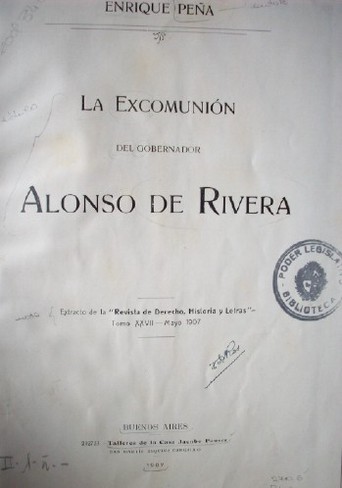 ENRIQUE PEÑA
LA EXCOMUNIÓN
DEL GOBERNADOR
ALONSO DE RIVERA
PODER LEGISLATIVO
BIBLIOTECA
Extracto de la "Revista de Derecho, Historia y Letras"—
Tomo XXVII — Mayo 1907
BUENOS AIRES
Talleres de la Casa Jacobo Peuser
1907